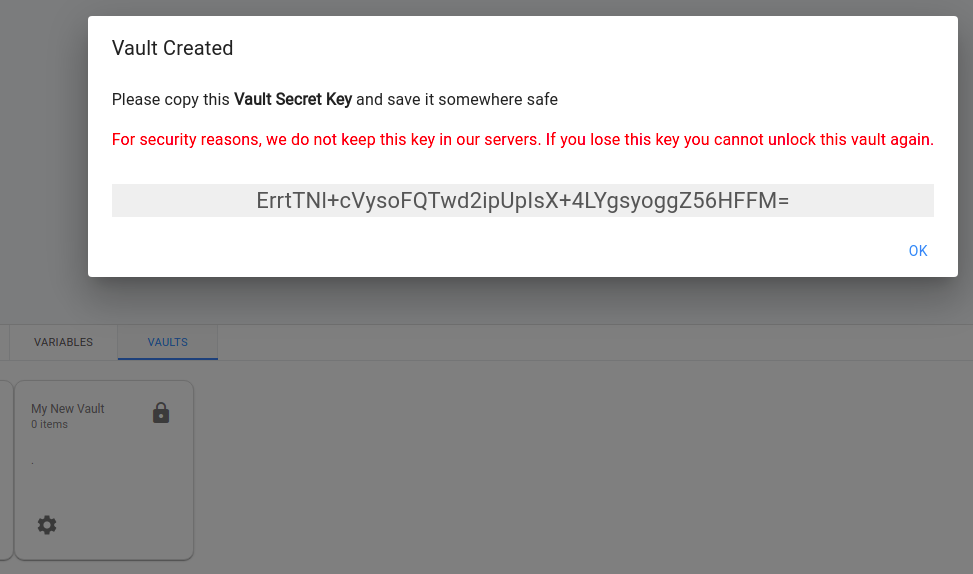 Vault Created
Please copy this Vault Secret Key and save it somewhere safe
For security reasons, we do not keep this key in our servers. If you lose this key you cannot unlock this vault again.
ErrtTNI+cVysoFQTwd2ipUpIsX+4LYgsyoggZ56HFFM=
OK
VARIABLES
VAULTS
My New Vault
0 items
.